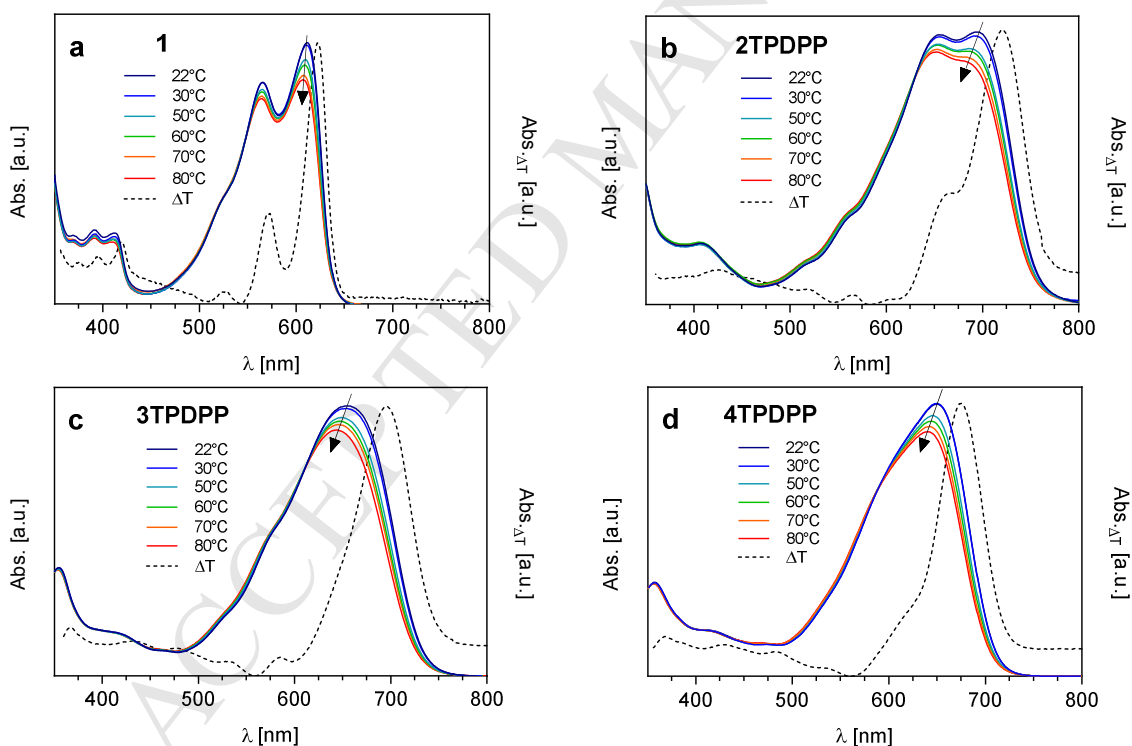 a
1
22°C
30°C
50°C
60°C
70°C
80°C
ΔT
Abs. [a.u.]
Abs.ΔT [a.u.]
400 500 600 700 800
λ [nm]
b
2TPDPP
22°C
30°C
50°C
60°C
70°C
80°C
ΔT
Abs. [a.u.]
Abs.ΔT [a.u.]
400 500 600 700 800
λ [nm]
c
3TPDPP
22°C
30°C
50°C
60°C
70°C
80°C
ΔT
Abs. [a.u.]
Abs.ΔT [a.u.]
400 500 600 700 800
λ [nm]
d
4TPDPP
22°C
30°C
50°C
60°C
70°C
80°C
ΔT
Abs. [a.u.]
Abs.ΔT [a.u.]
400 500 600 700 800
λ [nm]
ACCEPTED MAN